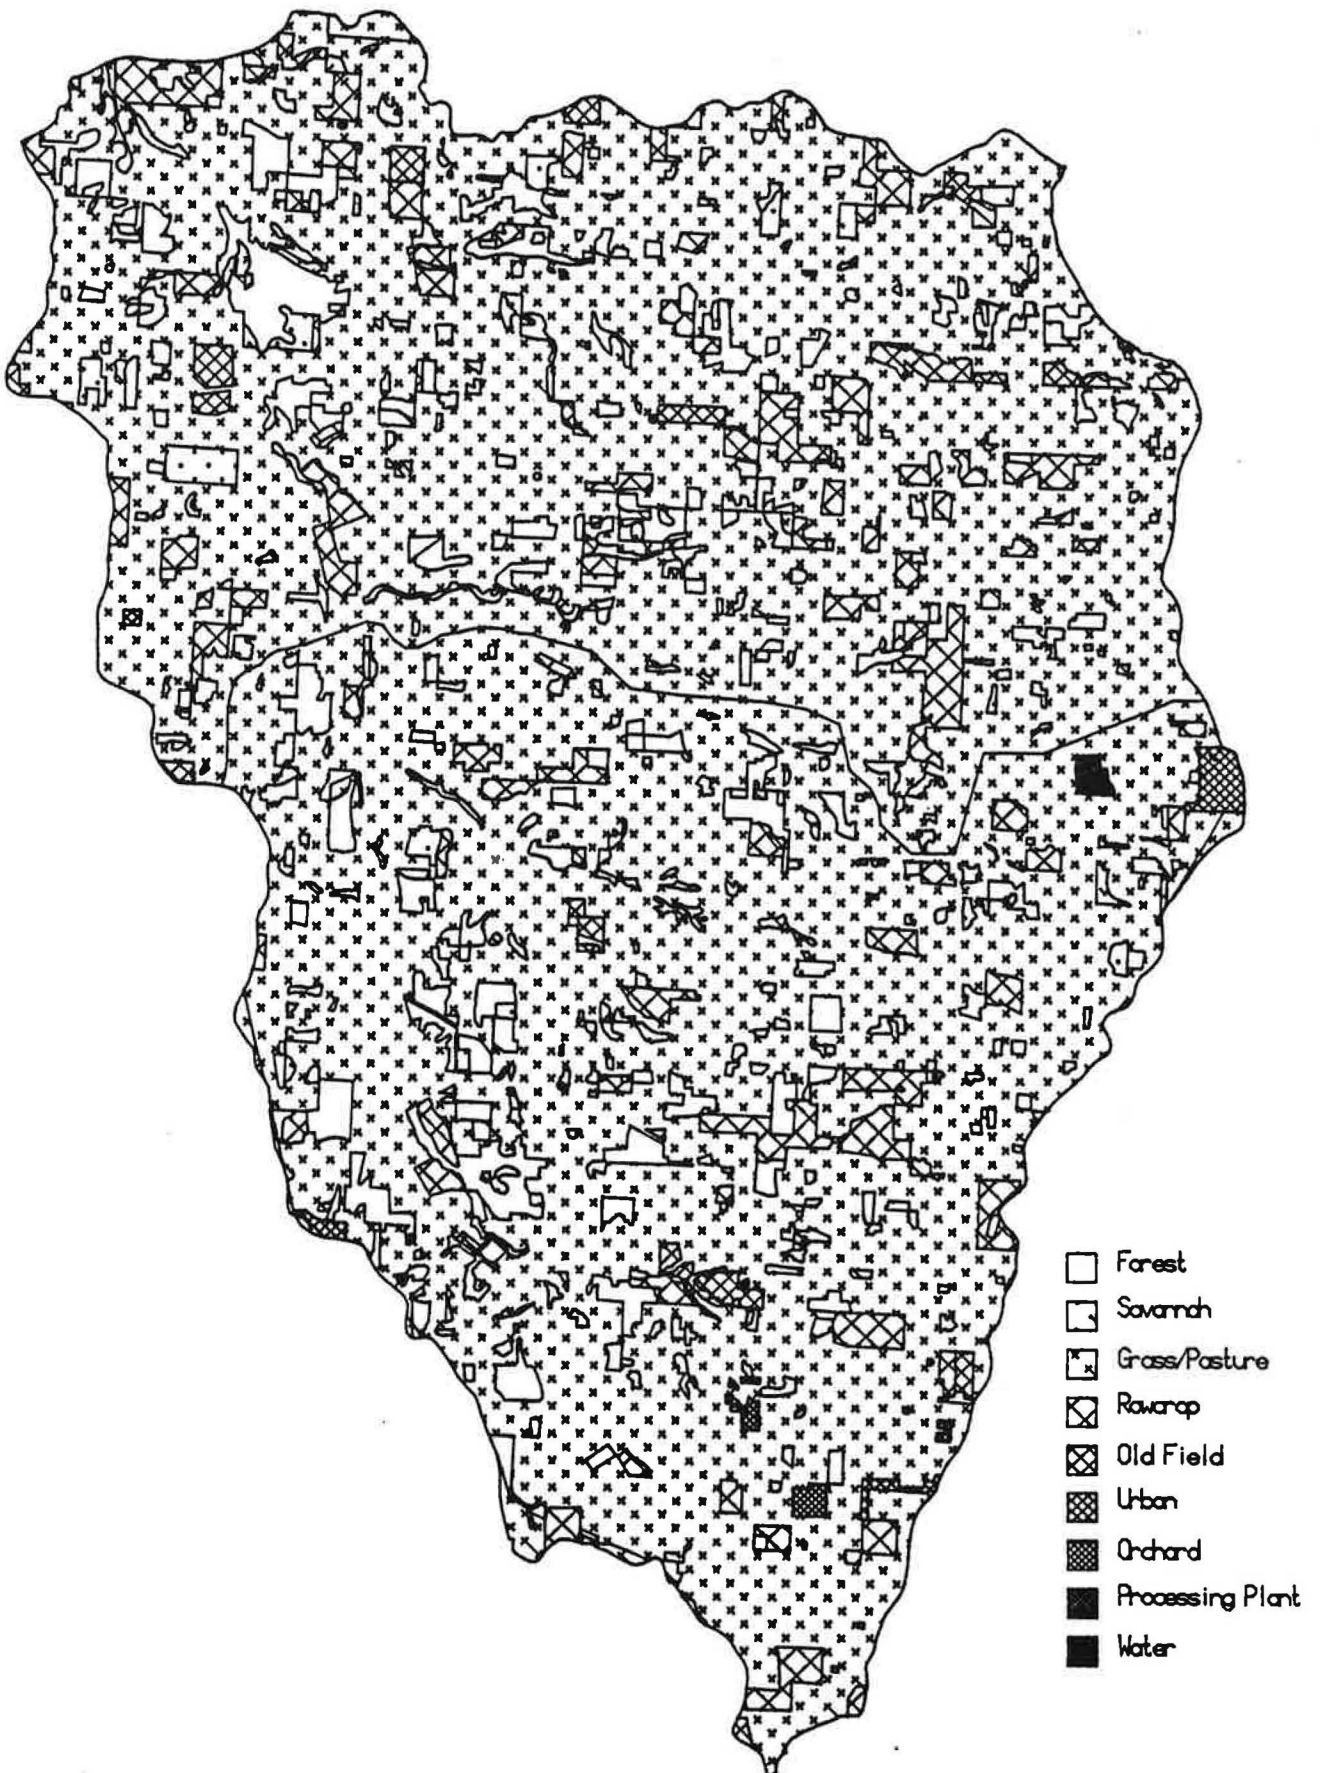 Forest
Savannah
Grass/Pasture
Rowcrop
Old Field
Urban
Orchard
Processing Plant
Water